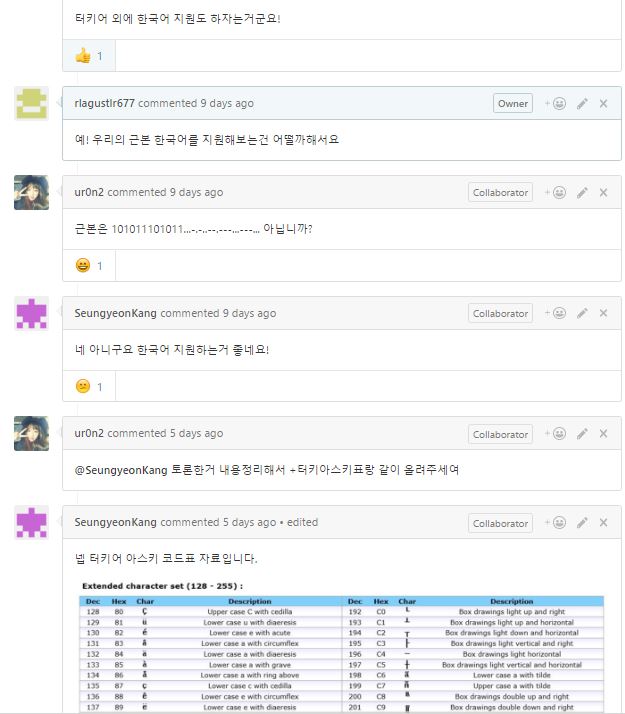 터키어 외에 한국어 지원도 하자는거군요!
1
rlagustlr677 commented 9 days ago Owner
예! 우리의 근본 한국어를 지원해보는건 어떨까해서요
ur0n2 commented 9 days ago Collaborator
근본은 101011101011...-.-..--.---...---... 아닙니까?
1
SeungyeonKang commented 9 days ago Collaborator
네 아니구요 한국어 지원하는거 좋네요!
1
ur0n2 commented 5 days ago Collaborator
@SeungyeonKang 토론한거 내용정리해서 +터키아스키표랑 같이 올려주세여
SeungyeonKang commented 5 days ago • edited Collaborator
넵 터키어 아스키 코드표 자료입니다.
Extended character set (128 - 255) :
Dec Hex Char Description Dec Hex Char Description
128 80 Ç Upper case C with cedilla 192 C0 └ Box drawings light up and right
129 81 ü Lower case u with diaeresis 193 C1 ┴ Box drawings light up and horizontal
130 82 é Lower case e with acute 194 C2 ┬ Box drawings light down and horizontal
131 83 â Lower case a with circumflex 195 C3 ├ Box drawings light vertical and right
132 84 ä Lower case a with diaeresis 196 C4 ─ Box drawings light horizontal
133 85 à Lower case a with grave 197 C5 ┼ Box drawings light vertical and horizontal
134 86 å Lower case a with ring above 198 C6 ã Lower case a with tilde
135 87 ç Lower case c with cedilla 199 C7 Ã Upper case a with tilde
136 88 ê Lower case e with circumflex 200 C8 ╚ Box drawings double up and right
137 89 ë Lower case e with diaeresis 201 C9 ╔ Box drawings double down and right